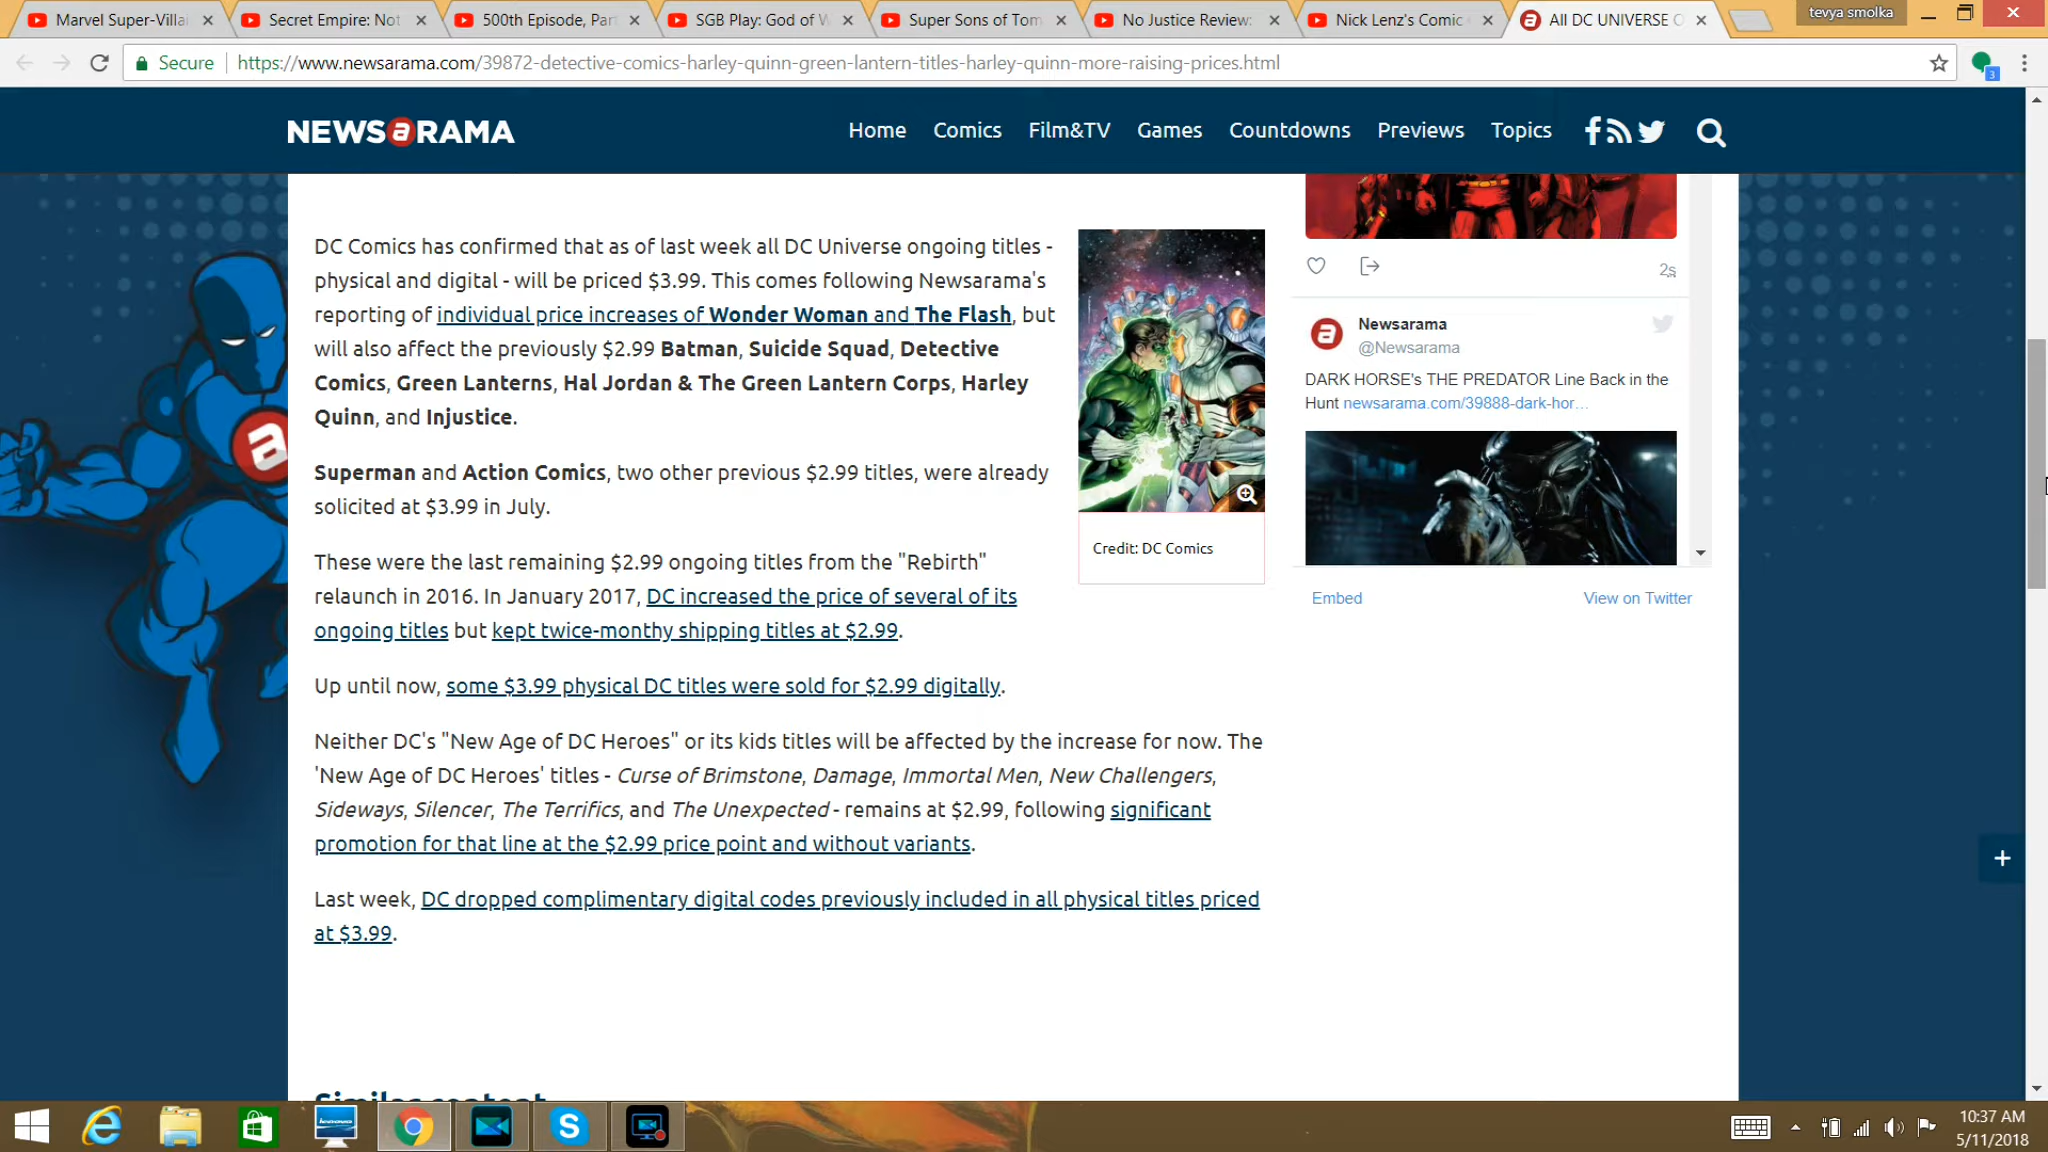 Marvel Super-Villai
Secret Empire: Not
500th Episode, Part
SGB Play: God of W
Super Sons of Tom
No Justice Review:
Nick Lenz's Comic
All DC UNIVERSE O
tevya smolka
Secure
https://www.newsarama.com/39872-detective-comics-harley-quinn-green-lantern-titles-harley-quinn-more-raising-prices.html
3
NEWSaRAMA
Home
Comics
Film&TV
Games
Countdowns
Previews
Topics
DC Comics has confirmed that as of last week all DC Universe ongoing titles -
physical and digital - will be priced $3.99. This comes following Newsarama's
reporting of individual price increases of Wonder Woman and The Flash, but
will also affect the previously $2.99 Batman, Suicide Squad, Detective
Comics, Green Lanterns, Hal Jordan & The Green Lantern Corps, Harley
Quinn, and Injustice.
Superman and Action Comics, two other previous $2.99 titles, were already
solicited at $3.99 in July.
These were the last remaining $2.99 ongoing titles from the "Rebirth"
relaunch in 2016. In January 2017, DC increased the price of several of its
ongoing titles but kept twice-monthy shipping titles at $2.99.
Up until now, some $3.99 physical DC titles were sold for $2.99 digitally.
Neither DC's "New Age of DC Heroes" or its kids titles will be affected by the increase for now. The
'New Age of DC Heroes' titles - Curse of Brimstone, Damage, Immortal Men, New Challengers,
Sideways, Silencer, The Terrifics, and The Unexpected - remains at $2.99, following significant
promotion for that line at the $2.99 price point and without variants.
Last week, DC dropped complimentary digital codes previously included in all physical titles priced
at $3.99.
Credit: DC Comics
2s
Newsarama
@Newsarama
DARK HORSE's THE PREDATOR Line Back in the
Hunt newsarama.com/39888-dark-hor…
Embed
View on Twitter
a
+
Similar content
lenovo
10:37 AM
5/11/2018